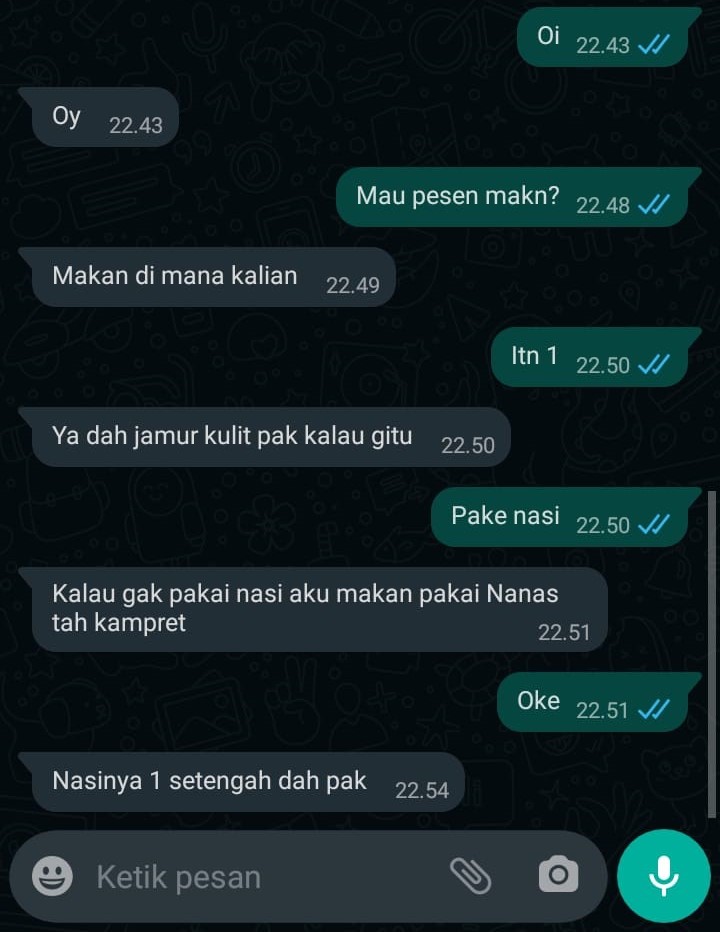 Oi 22.43
Oy 22.43
Mau pesen makn? 22.48
Makan di mana kalian 22.49
Itn 1 22.50
Ya dah jamur kulit pak kalau gitu 22.50
Pake nasi 22.50
Kalau gak pakai nasi aku makan pakai Nanas
tah kampret 22.51
Oke 22.51
Nasinya 1 setengah dah pak 22.54
Ketik pesan